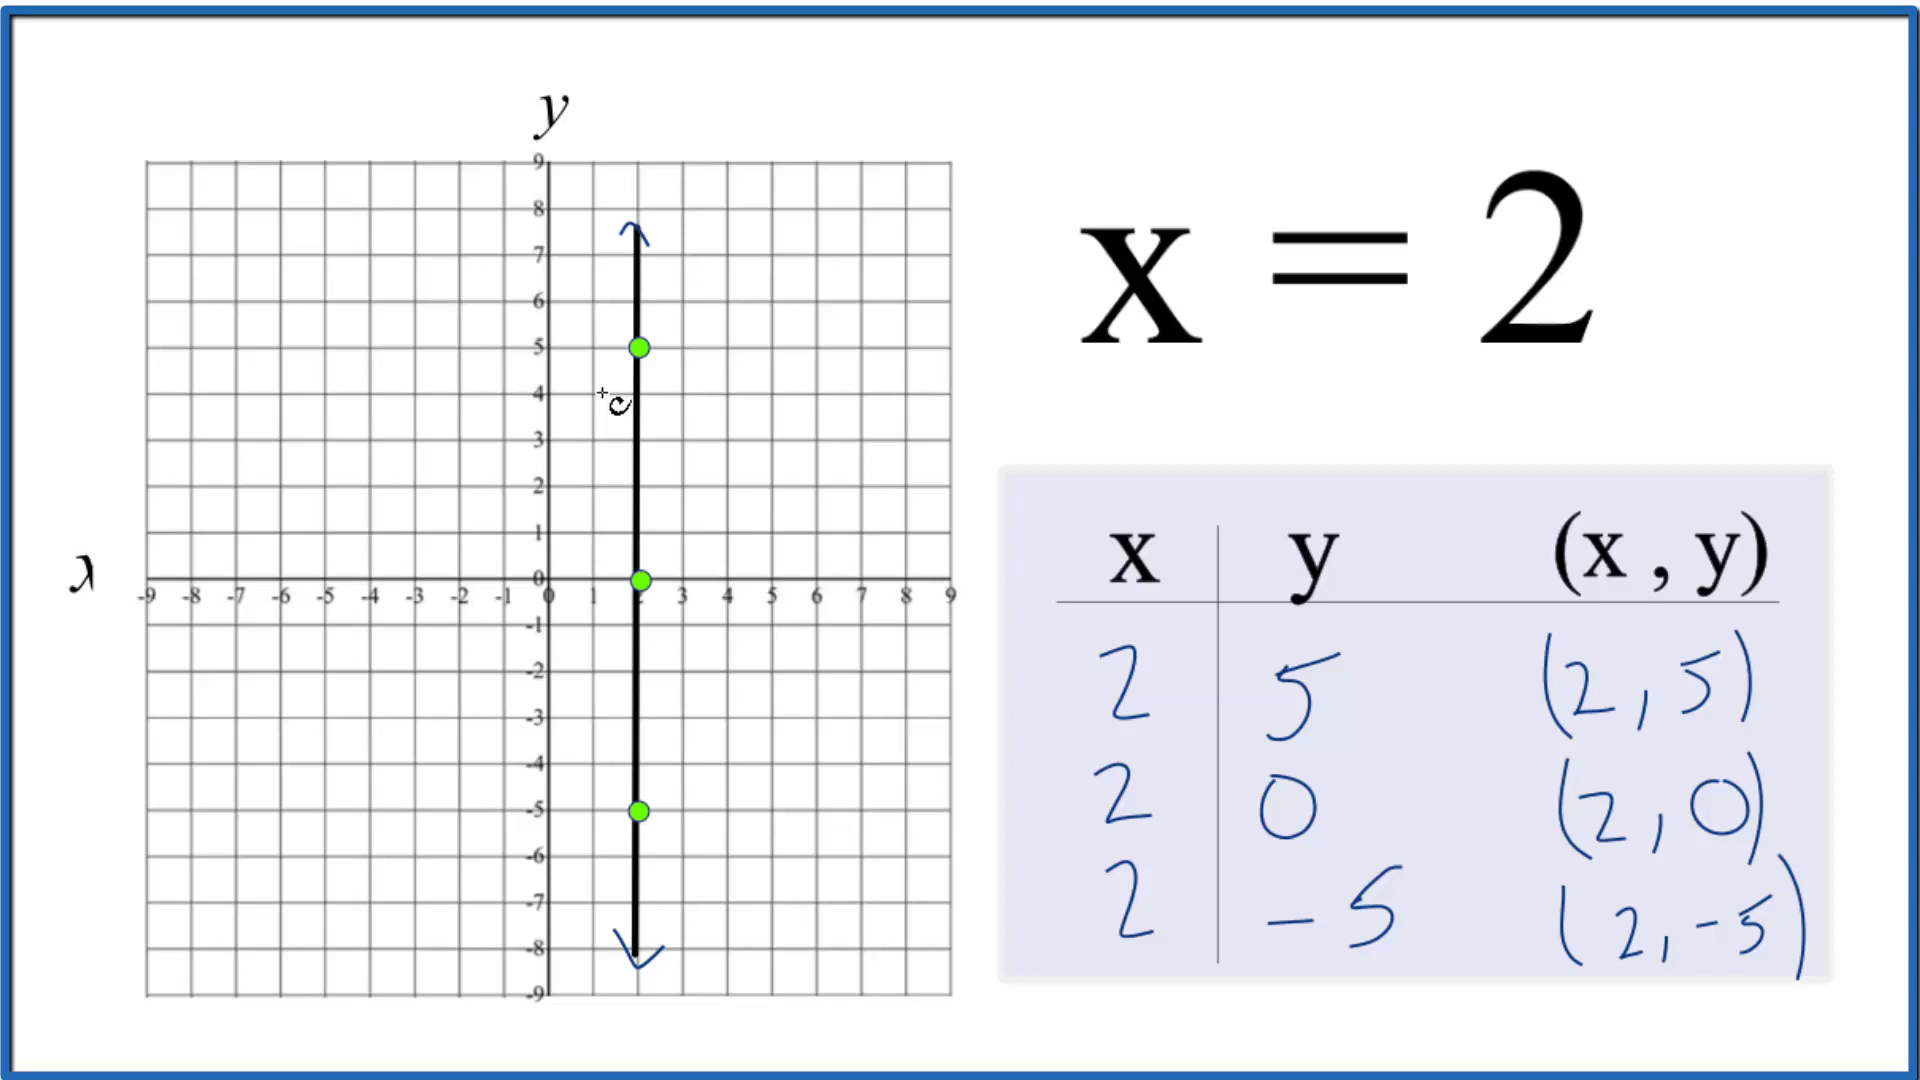 y
9
8
7
6
5
4
3
2
1
0
-9 -8 -7 -6 -5 -4 -3 -2 -1 0 1 3 4 5 6 7 8 9
-1
-2
-3
-4
-5
-6
-7
-8
-9
x = 2
x y (x , y)
2 5 (2, 5)
2 0 (2, 0)
2 -5 (2, -5)